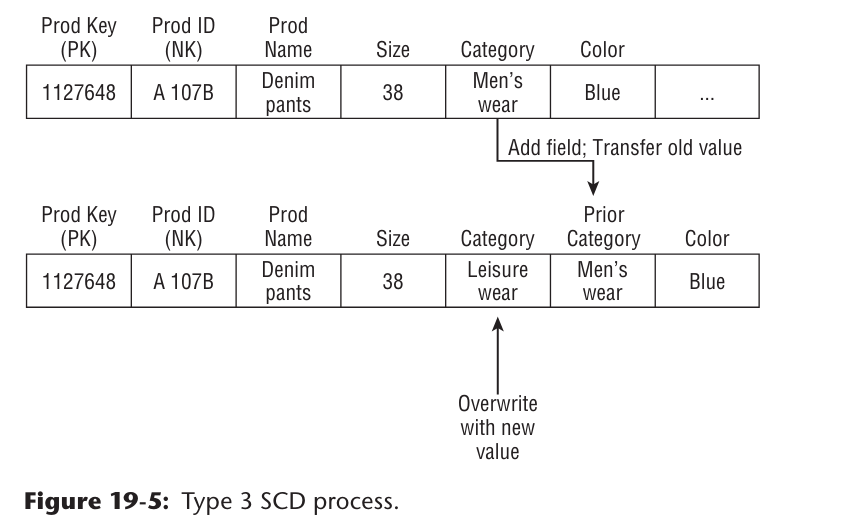 Prod Key Prod ID Prod
(PK) (NK) Name Size Category Color
1127648 A 107B Denim pants 38 Men's wear Blue ...
Add field; Transfer old value
Prod Key Prod ID Prod Prior
(PK) (NK) Name Size Category Category Color
1127648 A 107B Denim pants 38 Leisure wear Men's wear Blue
Overwrite
with new
value
Figure 19-5: Type 3 SCD process.